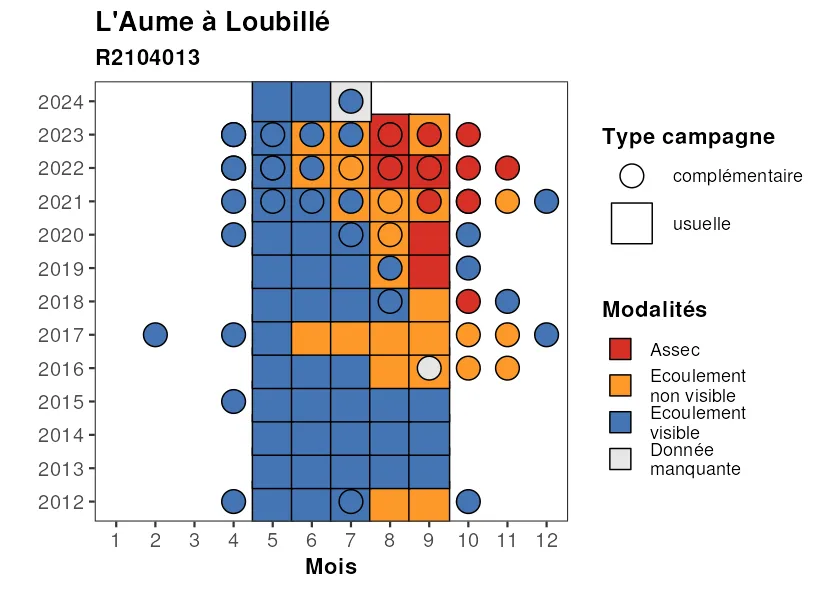 L'Aume à Loubillé
R2104013
2024
2023
2022
2021
2020
2019
2018
2017
2016
2015
2014
2013
2012
1 2 3 4 5 6 7 8 9 10 11 12
Mois
Type campagne
complémentaire
usuelle
Modalités
Assec
Ecoulement
non visible
Ecoulement
visible
Donnée
manquante